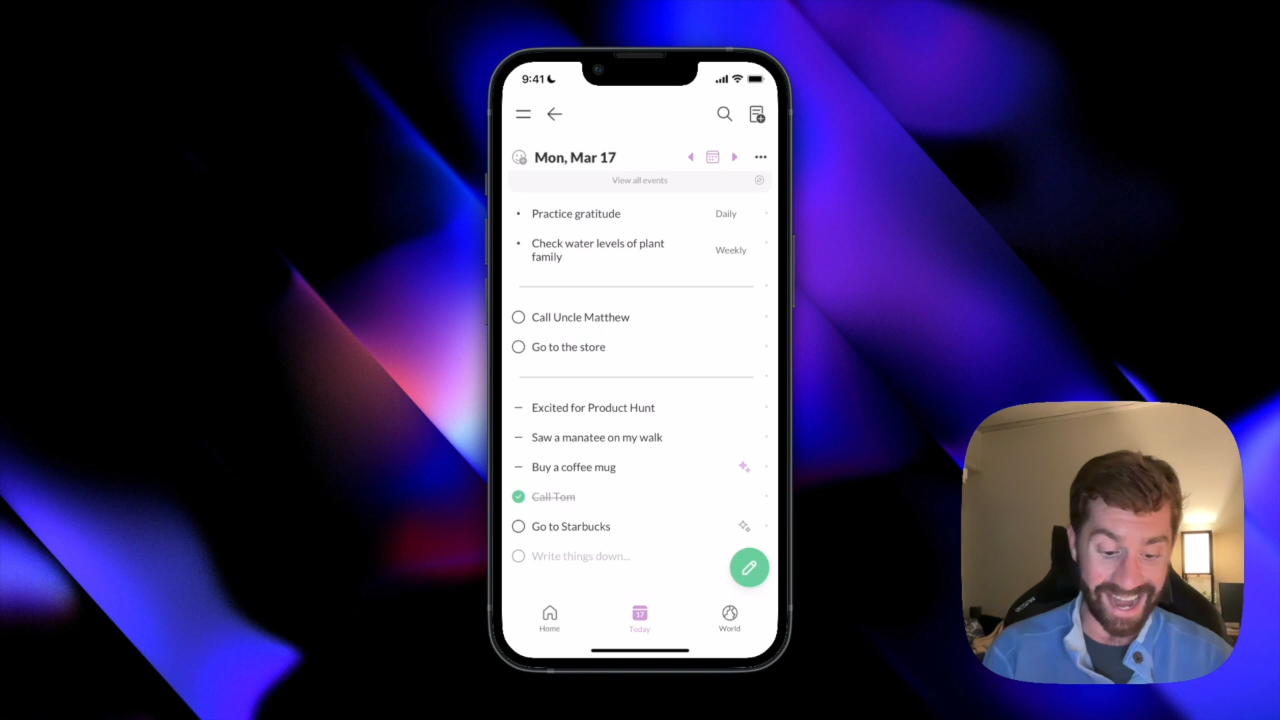 9:41
Mon, Mar 17
View all events
Practice gratitude Daily
Check water levels of plant
family
Weekly
Call Uncle Matthew
Go to the store
Excited for Product Hunt
Saw a manatee on my walk
Buy a coffee mug
Call Tom
Go to Starbucks
Write things down...
Home
17
Today
World